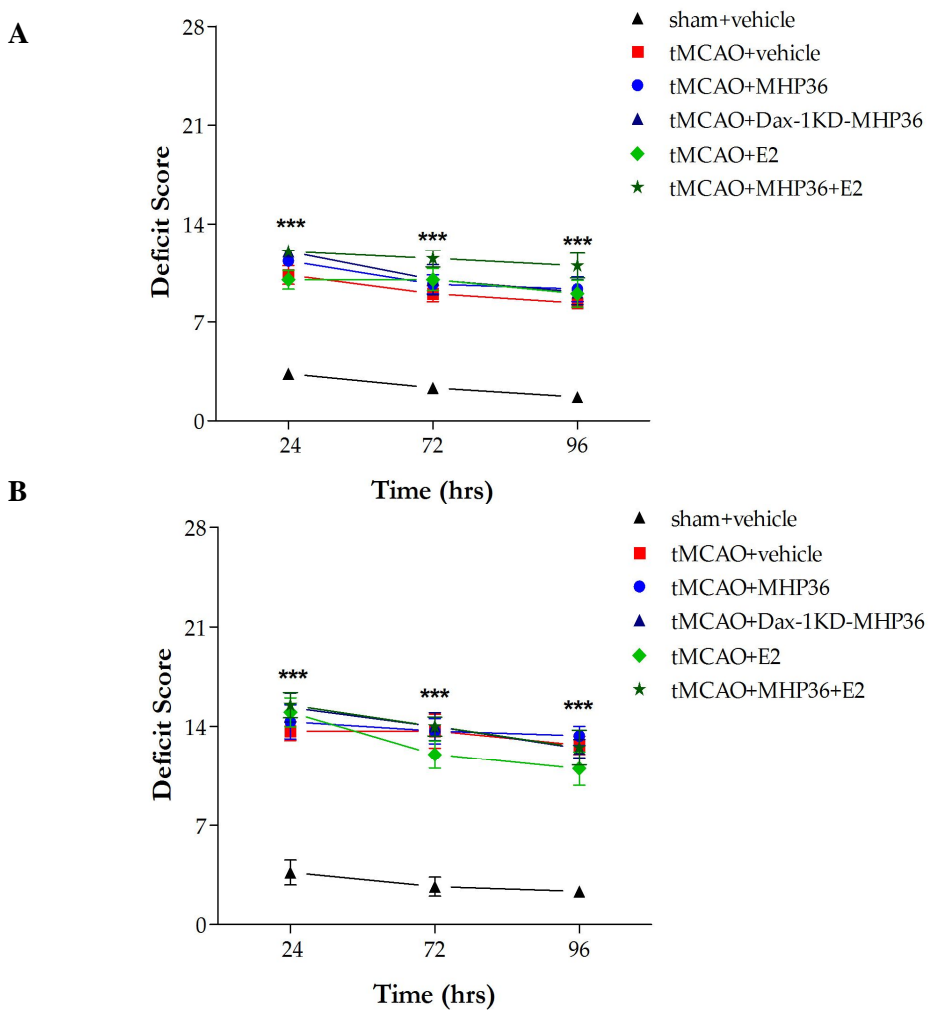 A
28
21
14
7
0
Deficit Score
***
***
***
24
72
96
Time (hrs)
sham+vehicle
tMCAO+vehicle
tMCAO+MHP36
tMCAO+Dax-1KD-MHP36
tMCAO+E2
tMCAO+MHP36+E2
B
28
21
14
7
0
Deficit Score
***
***
***
24
72
96
Time (hrs)
sham+vehicle
tMCAO+vehicle
tMCAO+MHP36
tMCAO+Dax-1KD-MHP36
tMCAO+E2
tMCAO+MHP36+E2